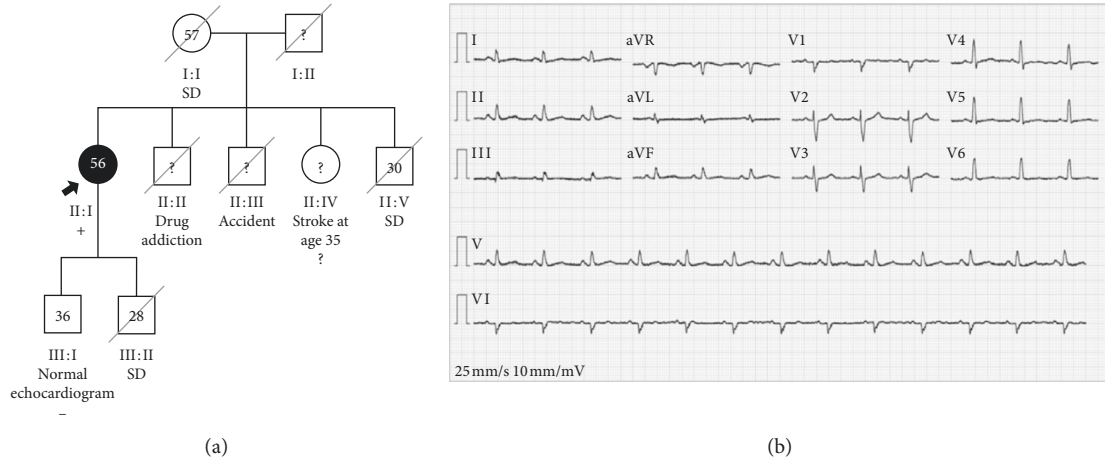 57
?
I:I
SD
I:II
56
?
?
?
30
II:I
+
II:II
Drug
addiction
II:III
Accident
II:IV
Stroke at
age 35
?
II:V
SD
36
28
III:I
Normal
echocardiogram
–
III:II
SD
(a)
I
aVR
V1
V4
II
aVL
V2
V5
III
aVF
V3
V6
V
VI
25 mm/s 10 mm/mV
(b)